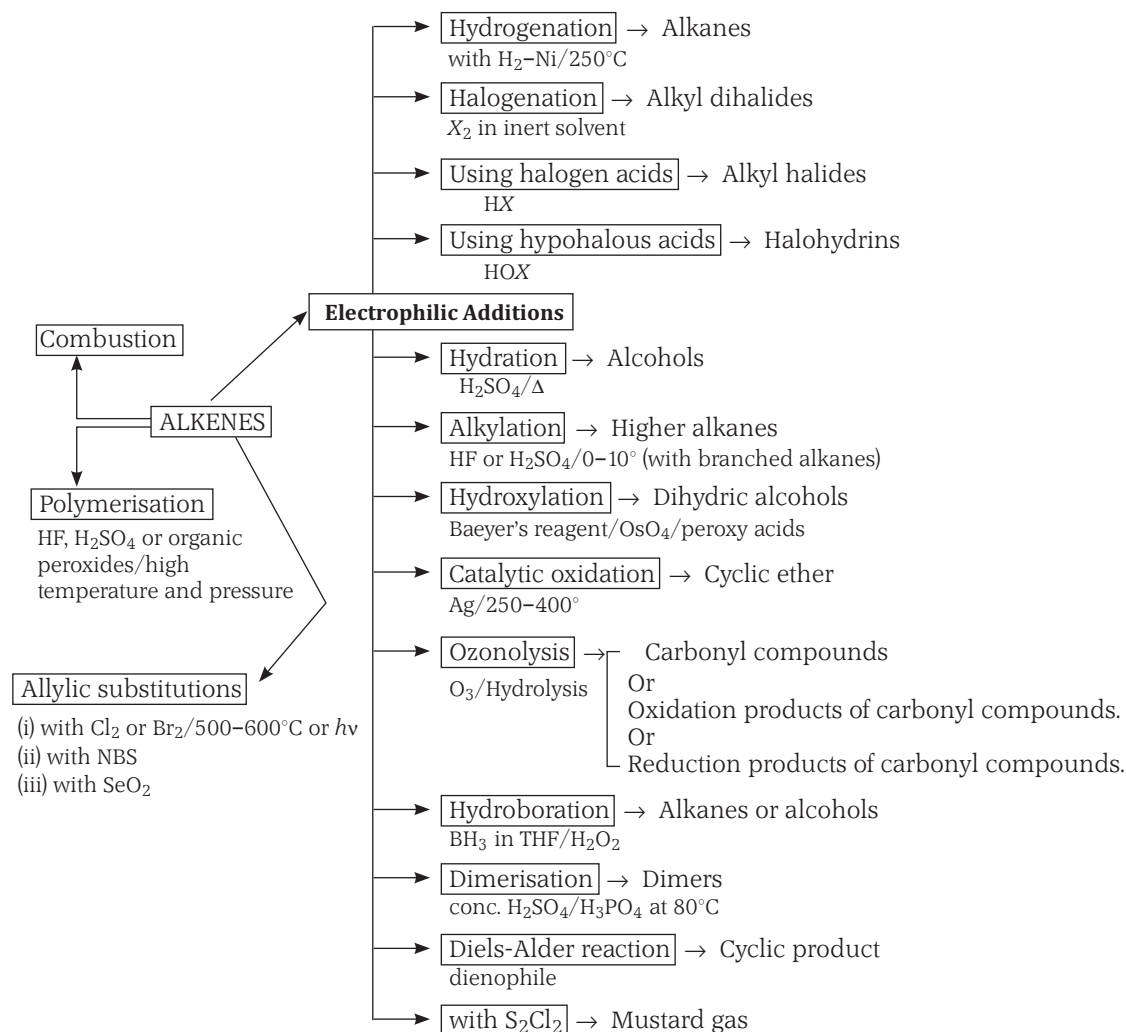 Hydrogenation → Alkanes
with H₂–Ni/250°C
Halogenation → Alkyl dihalides
X₂ in inert solvent
Using halogen acids → Alkyl halides
HX
Using hypohalous acids → Halohydrins
HOX
Electrophilic Additions
Combustion
Hydration → Alcohols
H₂SO₄/Δ
ALKENES
Alkylation → Higher alkanes
HF or H₂SO₄/0–10° (with branched alkanes)
Polymerisation
HF, H₂SO₄ or organic
peroxides/high
temperature and pressure
Hydroxylation → Dihydric alcohols
Baeyer's reagent/OsO₄/peroxy acids
Catalytic oxidation → Cyclic ether
Ag/250–400°
Ozonolysis → Carbonyl compounds
O₃/Hydrolysis
Or
Oxidation products of carbonyl compounds.
Or
Reduction products of carbonyl compounds.
Allylic substitutions
(i) with Cl₂ or Br₂/500–600°C or hν
(ii) with NBS
(iii) with SeO₂
Hydroboration → Alkanes or alcohols
BH₃ in THF/H₂O₂
Dimerisation → Dimers
conc. H₂SO₄/H₃PO₄ at 80°C
Diels-Alder reaction → Cyclic product
dienophile
with S₂Cl₂ → Mustard gas